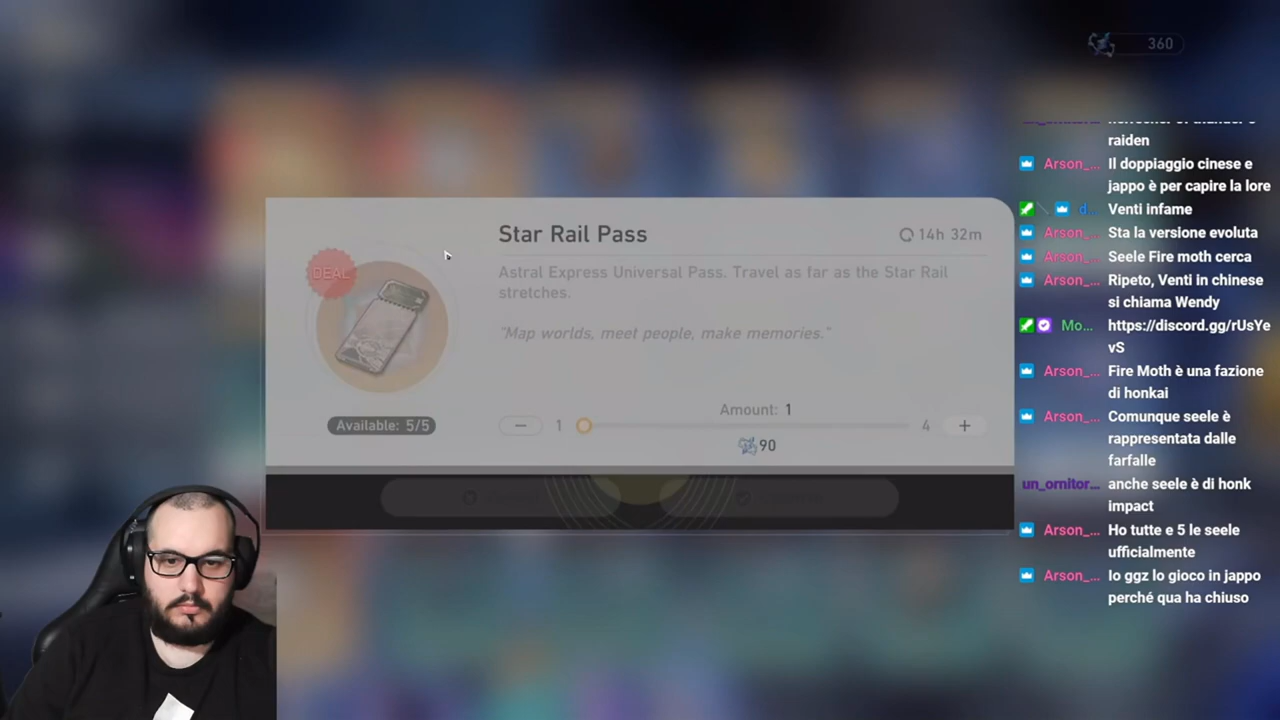 360
raiden
Arson_... Il doppiaggio cinese e
jappo è per capire la lore
d... Venti infame
Arson_... Sta la versione evoluta
Arson_... Seele Fire moth cerca
Arson_... Ripeto, Venti in chinese
si chiama Wendy
Mo... https://discord.gg/rUsYe
vS
Arson_... Fire Moth è una fazione
di honkai
Arson_... Comunque seele è
rappresentata dalle
farfalle
un_ornitor... anche seele è di honk
impact
Arson_... Ho tutte e 5 le seele
ufficialmente
Arson_... Io ggz lo gioco in jappo
perché qua ha chiuso
Star Rail Pass
14h 32m
DEAL
Astral Express Universal Pass. Travel as far as the Star Rail
stretches.
"Map worlds, meet people, make memories."
Available: 5/5
Amount: 1
1
4
90